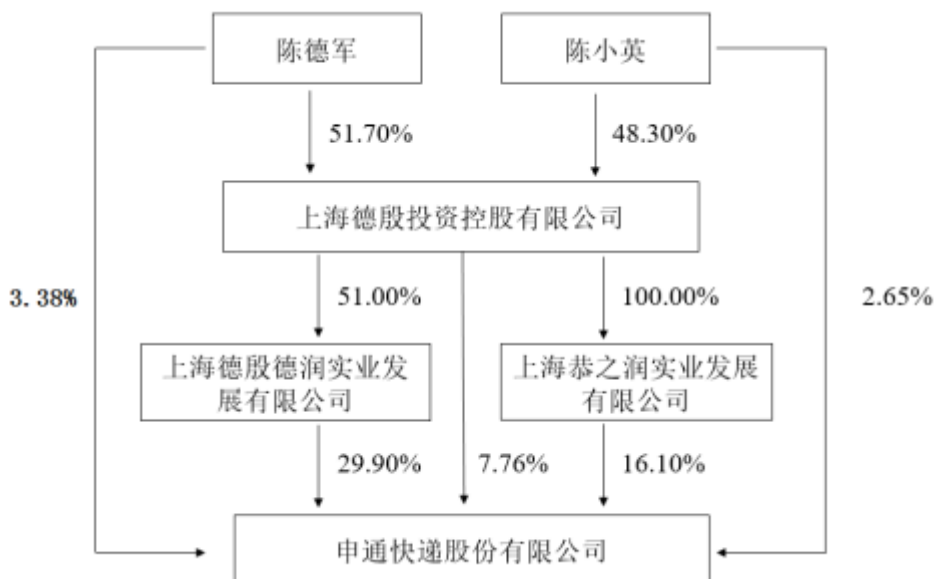 陈德军
陈小英
51.70%
48.30%
上海德殷投资控股有限公司
3.38%
51.00%
100.00%
2.65%
上海德殷德润实业发
展有限公司
上海恭之润实业发展
有限公司
29.90%
7.76%
16.10%
申通快递股份有限公司